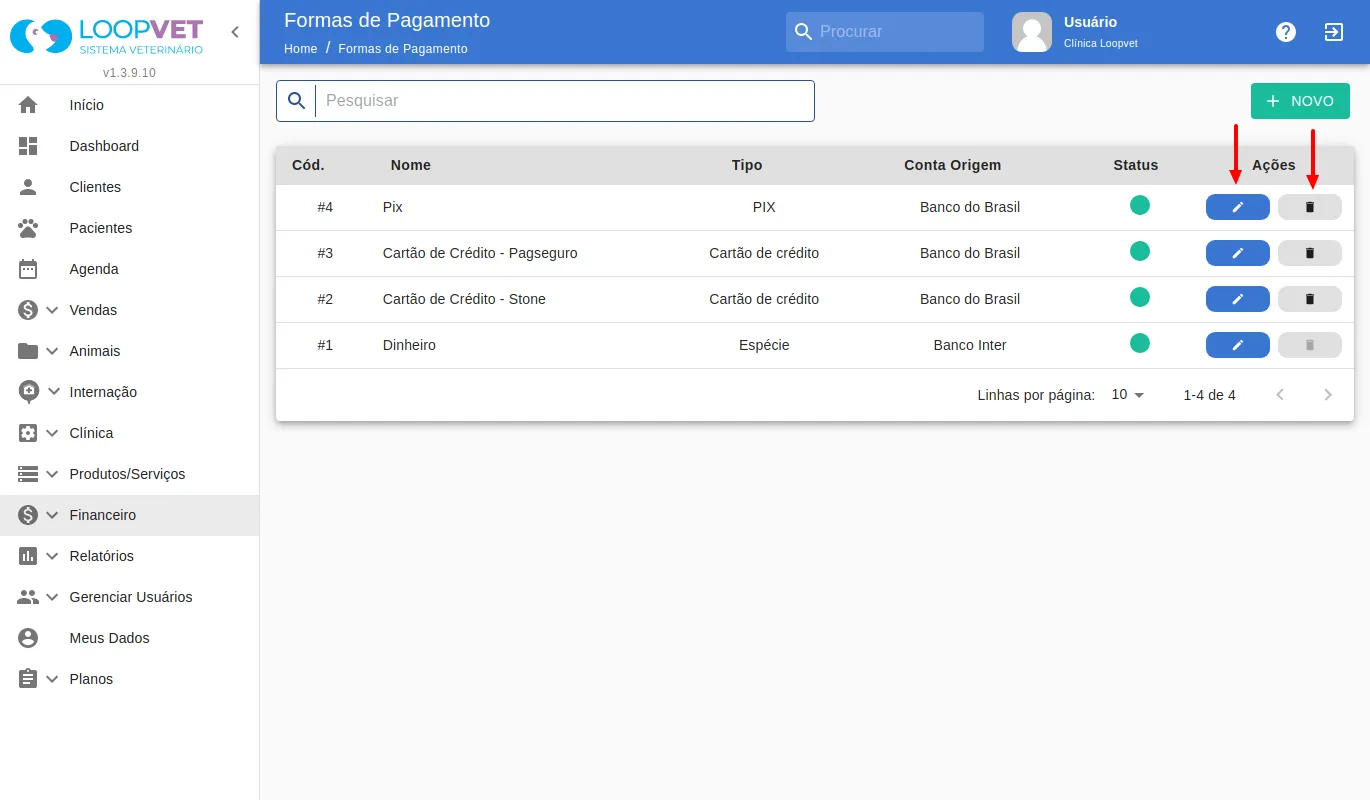 LOOPVET
SISTEMA VETERINÁRIO
v1.3.9.10
Início
Dashboard
Clientes
Pacientes
Agenda
Vendas
Animais
Internação
Clínica
Produtos/Serviços
Financeiro
Relatórios
Gerenciar Usuários
Meus Dados
Planos
Formas de Pagamento
Home / Formas de Pagamento
Procurar
Usuário
Clínica Loopvet
Pesquisar
NOVO
Cód. Nome Tipo Conta Origem Status Ações
#4 Pix PIX Banco do Brasil
#3 Cartão de Crédito - Pagseguro Cartão de crédito Banco do Brasil
#2 Cartão de Crédito - Stone Cartão de crédito Banco do Brasil
#1 Dinheiro Espécie Banco Inter
Linhas por página: 10 1-4 de 4